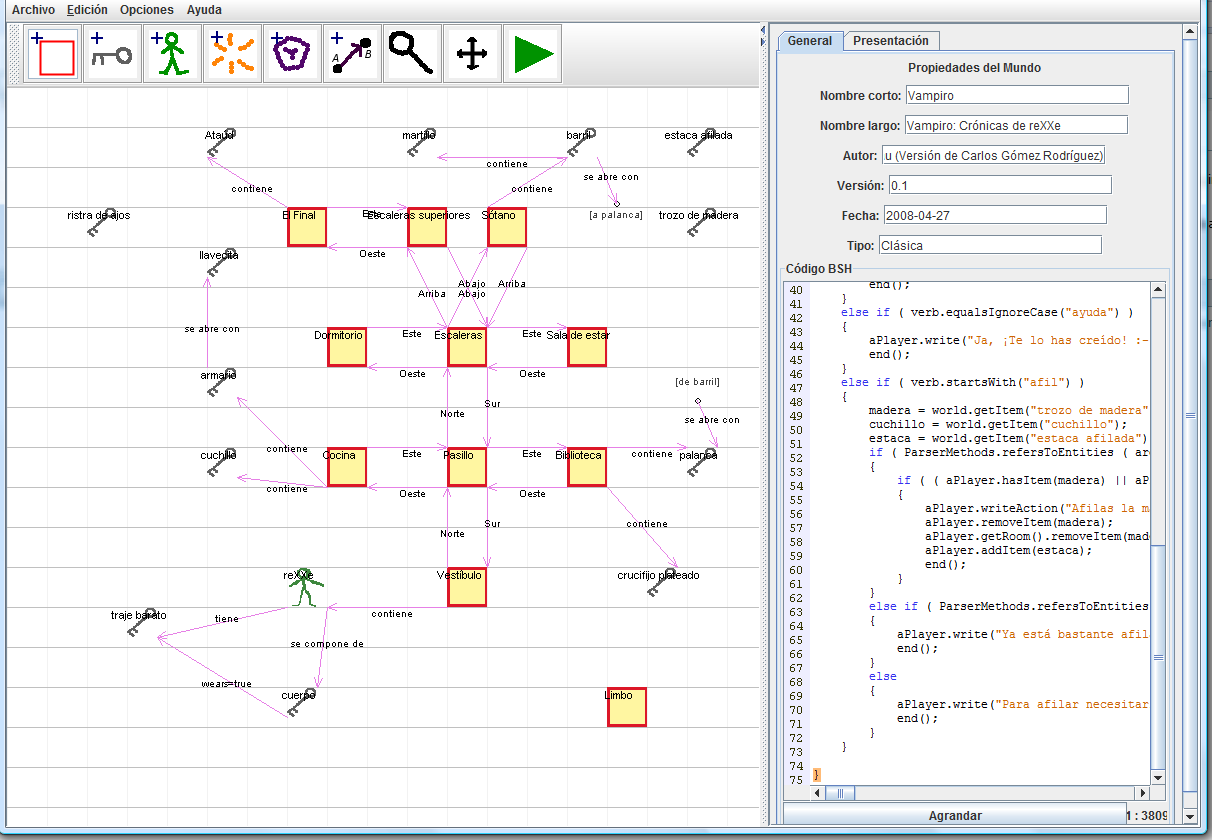 Archivo Edición Opciones Ayuda
A B
General Presentación
Propiedades del Mundo
Nombre corto: Vampiro
Nombre largo: Vampiro: Crónicas de reXXe
Autor: u (Versión de Carlos Gómez Rodríguez)
Versión: 0.1
Fecha: 2008-04-27
Tipo: Clásica
Código BSH
Ataud martillo barril estaca afilada
contiene
contiene contiene se abre con
ristra de ajos El Final Este Escaleras superiores Sótano [a palanca] trozo de madera
llavecita Oeste
Arriba Abajo Abajo Arriba
se abre con
Dormitorio Este Escaleras Este Sala de estar
armario Oeste Oeste [de barril]
Norte Sur se abre con
contiene
cuchillo Cocina Este Pasillo Este Biblioteca contiene palanca
contiene Oeste Oeste
Norte Sur contiene
reXXe Vestíbulo crucifijo plateado
traje barato tiene contiene
se compone de
wears=true
cuerpo Limbo
40 end();
41 }
42 else if ( verb.equalsIgnoreCase("ayuda") )
43 {
44 aPlayer.write("Ja, ¡Te lo has creído! :-
45 end();
46 }
47 else if ( verb.startsWith("afil") )
48 {
49 madera = world.getItem("trozo de madera"
50 cuchillo = world.getItem("cuchillo");
51 estaca = world.getItem("estaca afilada")
52 if ( ParserMethods.refersToEntities ( ar
53 {
54 if ( ( aPlayer.hasItem(madera) || aP
55 {
56 aPlayer.writeAction("Afilas la m
57 aPlayer.removeItem(madera);
58 aPlayer.getRoom().removeItem(mad
59 aPlayer.addItem(estaca);
60 end();
61 }
62 }
63 else if ( ParserMethods.refersToEntities
64 {
65 aPlayer.write("Ya está bastante afil
66 end();
67 }
68 else
69 {
70 aPlayer.write("Para afilar necesitar
71 end();
72 }
73 }
74
75 }
Agrandar 1 : 3809